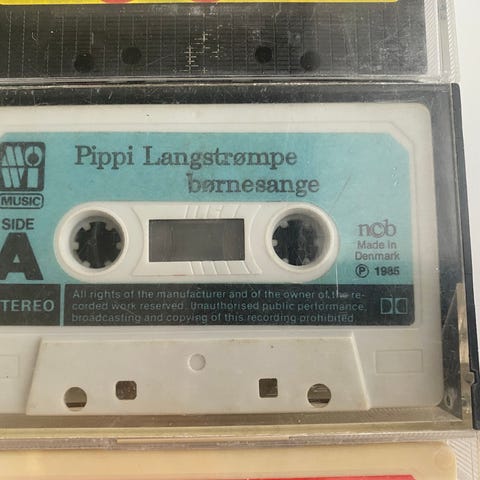 Pippi Langstrømpe
børnesange
MOWI
MUSIC
SIDE
A
STEREO
ncb
Made in
Denmark
Ⓟ 1985
All rights of the manufacturer and of the owner of the re-
corded work reserved. Unauthorised public performance,
broadcasting and copying of this recording prohibited.